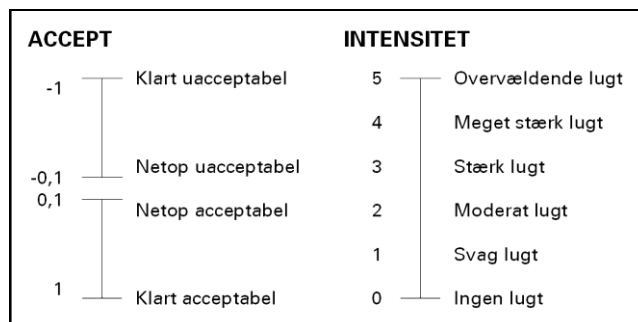 ACCEPT
-1 Klart uacceptabel
Netop uacceptabel
-0,1
0,1
Netop acceptabel
1 Klart acceptabel
INTENSITET
5 Overvældende lugt
4 Meget stærk lugt
3 Stærk lugt
2 Moderat lugt
1 Svag lugt
0 Ingen lugt